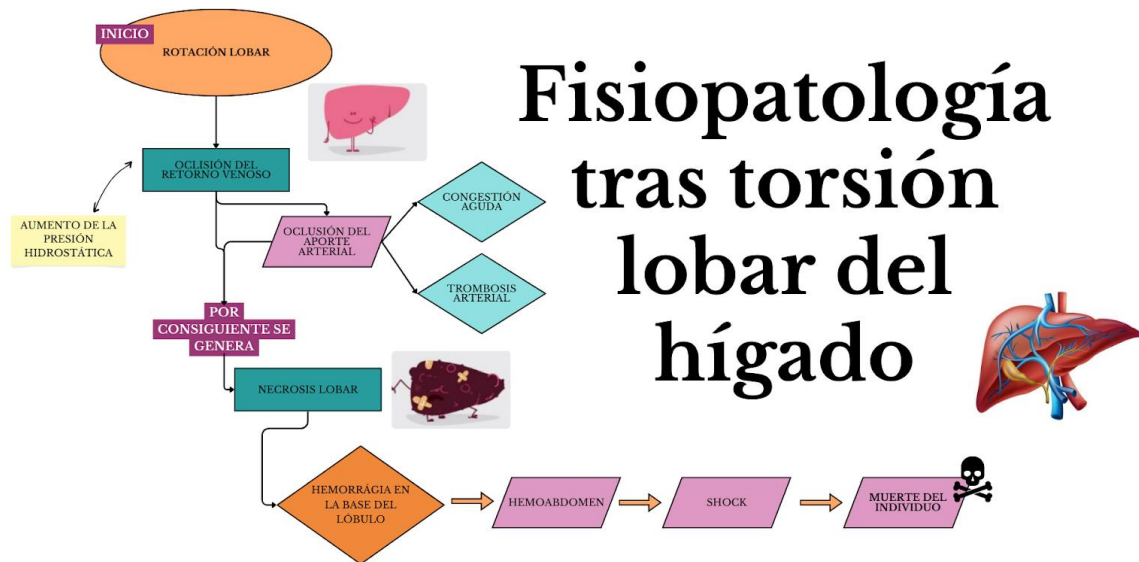 INICIO
ROTACIÓN LOBAR
Fisiopatología
tras torsión
lobar del
hígado
OCLISIÓN DEL
RETORNO VENOSO
AUMENTO DE LA
PRESIÓN
HIDROSTÁTICA
OCLUSIÓN DEL
APORTE
ARTERIAL
CONGESTIÓN
AGUDA
TROMBOSIS
ARTERIAL
POR
CONSIGUIENTE SE
GENERA
NECROSIS LOBAR
HEMORRÁGIA EN
LA BASE DEL
LÓBULO
HEMOABDOMEN
SHOCK
MUERTE DEL
INDIVIDUO